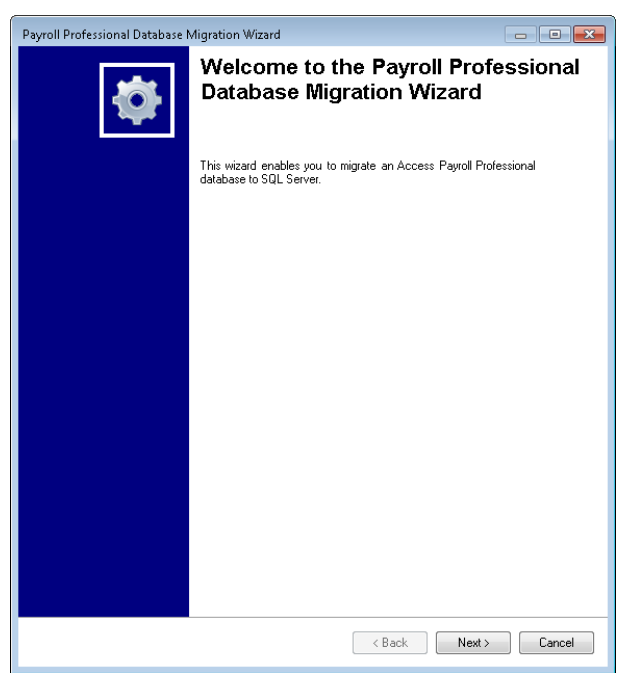 Payroll Professional Database Migration Wizard
Welcome to the Payroll Professional
Database Migration Wizard
This wizard enables you to migrate an Access Payroll Professional
database to SQL Server.
< Back Next > Cancel